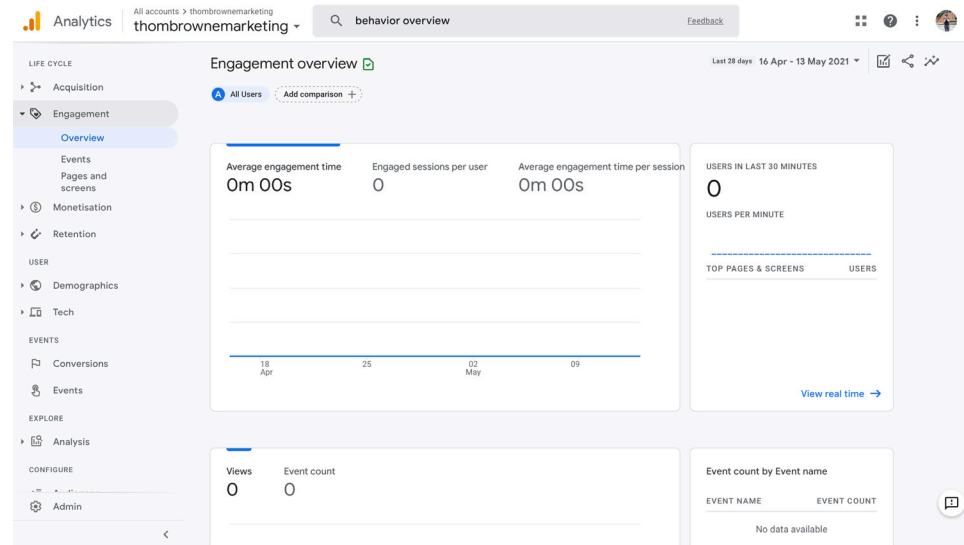 Analytics
All accounts > thombrownemarketing
thombrownemarketing
behavior overview
Feedback
LIFE CYCLE
Acquisition
Engagement
Overview
Events
Pages and
screens
Monetisation
Retention
USER
Demographics
Tech
EVENTS
Conversions
Events
EXPLORE
Analysis
CONFIGURE
Admin
Engagement overview
Last 28 days 16 Apr - 13 May 2021
A All Users
Add comparison +
Average engagement time
0m 00s
Engaged sessions per user
0
Average engagement time per session
0m 00s
18
Apr
25
02
May
09
USERS IN LAST 30 MINUTES
0
USERS PER MINUTE
TOP PAGES & SCREENS USERS
View real time
Views
0
Event count
0
Event count by Event name
EVENT NAME EVENT COUNT
No data available